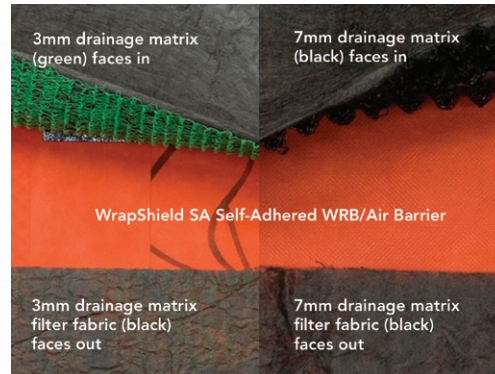 3mm drainage matrix
(green) faces in
7mm drainage matrix
(black) faces in
WrapShield SA Self-Adhered WRB/Air Barrier
3mm drainage matrix
filter fabric (black)
faces out
7mm drainage matrix
filter fabric (black)
faces out